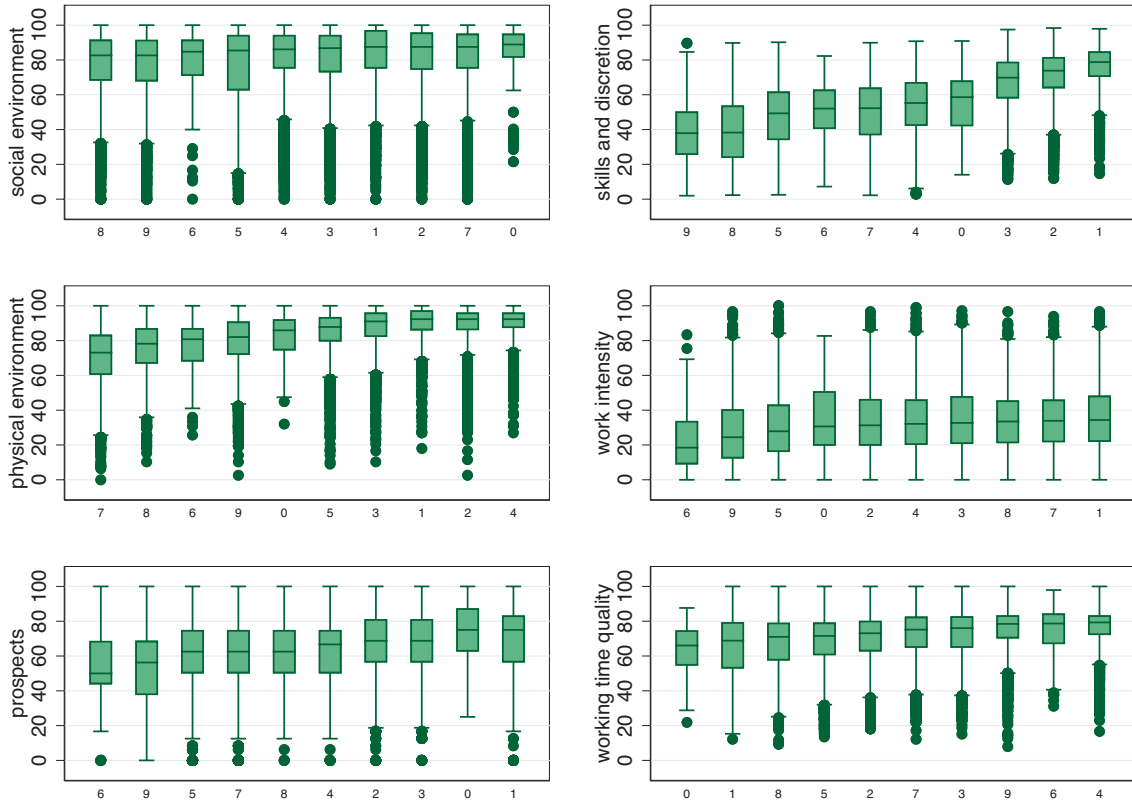 social environment
0 20 40 60 80 100
8 9 6 5 4 3 1 2 7 0
skills and discretion
0 20 40 60 80 100
9 8 5 6 7 4 0 3 2 1
physical environment
0 20 40 60 80 100
7 8 6 9 0 5 3 1 2 4
work intensity
0 20 40 60 80 100
6 9 5 0 2 4 3 8 7 1
prospects
0 20 40 60 80 100
6 9 5 7 8 4 2 3 0 1
working time quality
0 20 40 60 80 100
0 1 8 5 2 7 3 9 6 4